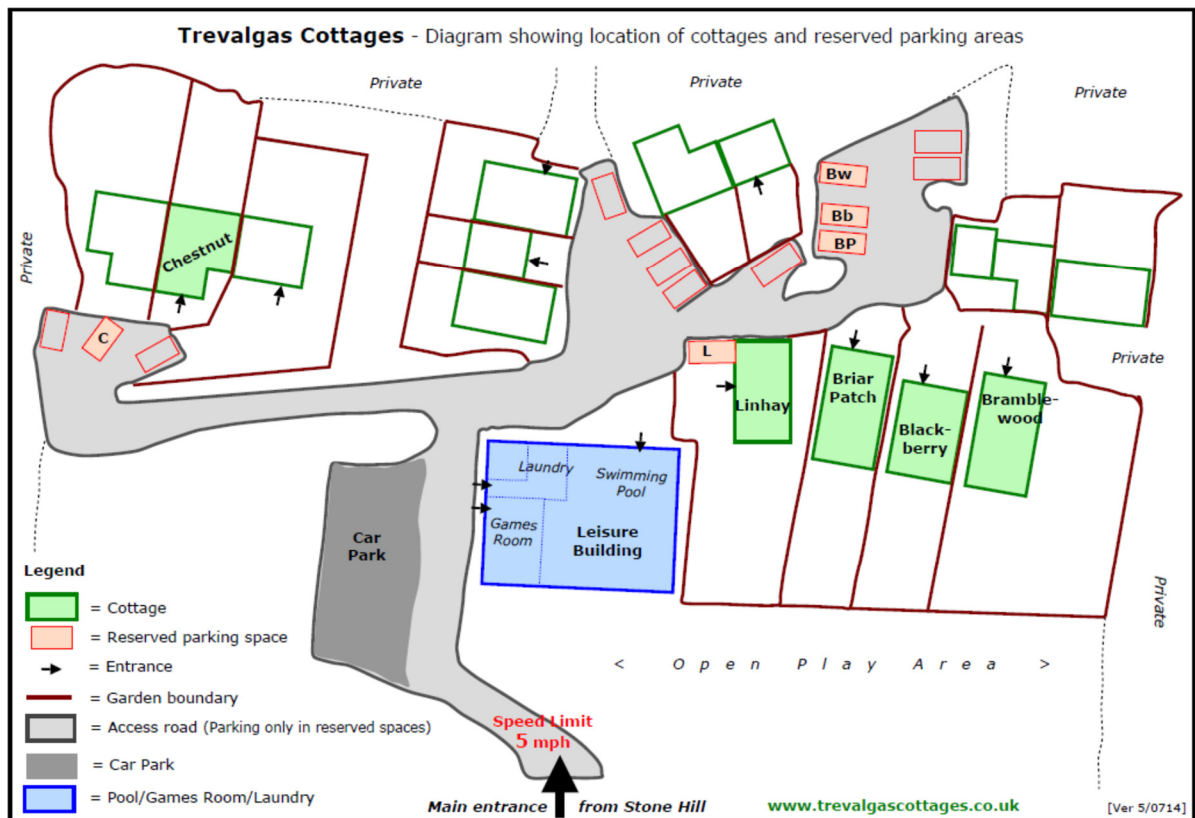 Trevalgas Cottages - Diagram showing location of cottages and reserved parking areas
Private
Private
Private
Private
Bw
Bb
BP
Chestnut
C
L
Linhay
Briar
Patch
Black-
berry
Bramble-
wood
Private
Laundry
Swimming
Pool
Games
Room
Leisure
Building
Car
Park
Private
Legend
= Cottage
= Reserved parking space
= Entrance
= Garden boundary
= Access road (Parking only in reserved spaces)
= Car Park
= Pool/Games Room/Laundry
< Open Play Area >
Speed Limit
5 mph
Main entrance from Stone Hill
www.trevalgascottages.co.uk
[Ver 5/0714]